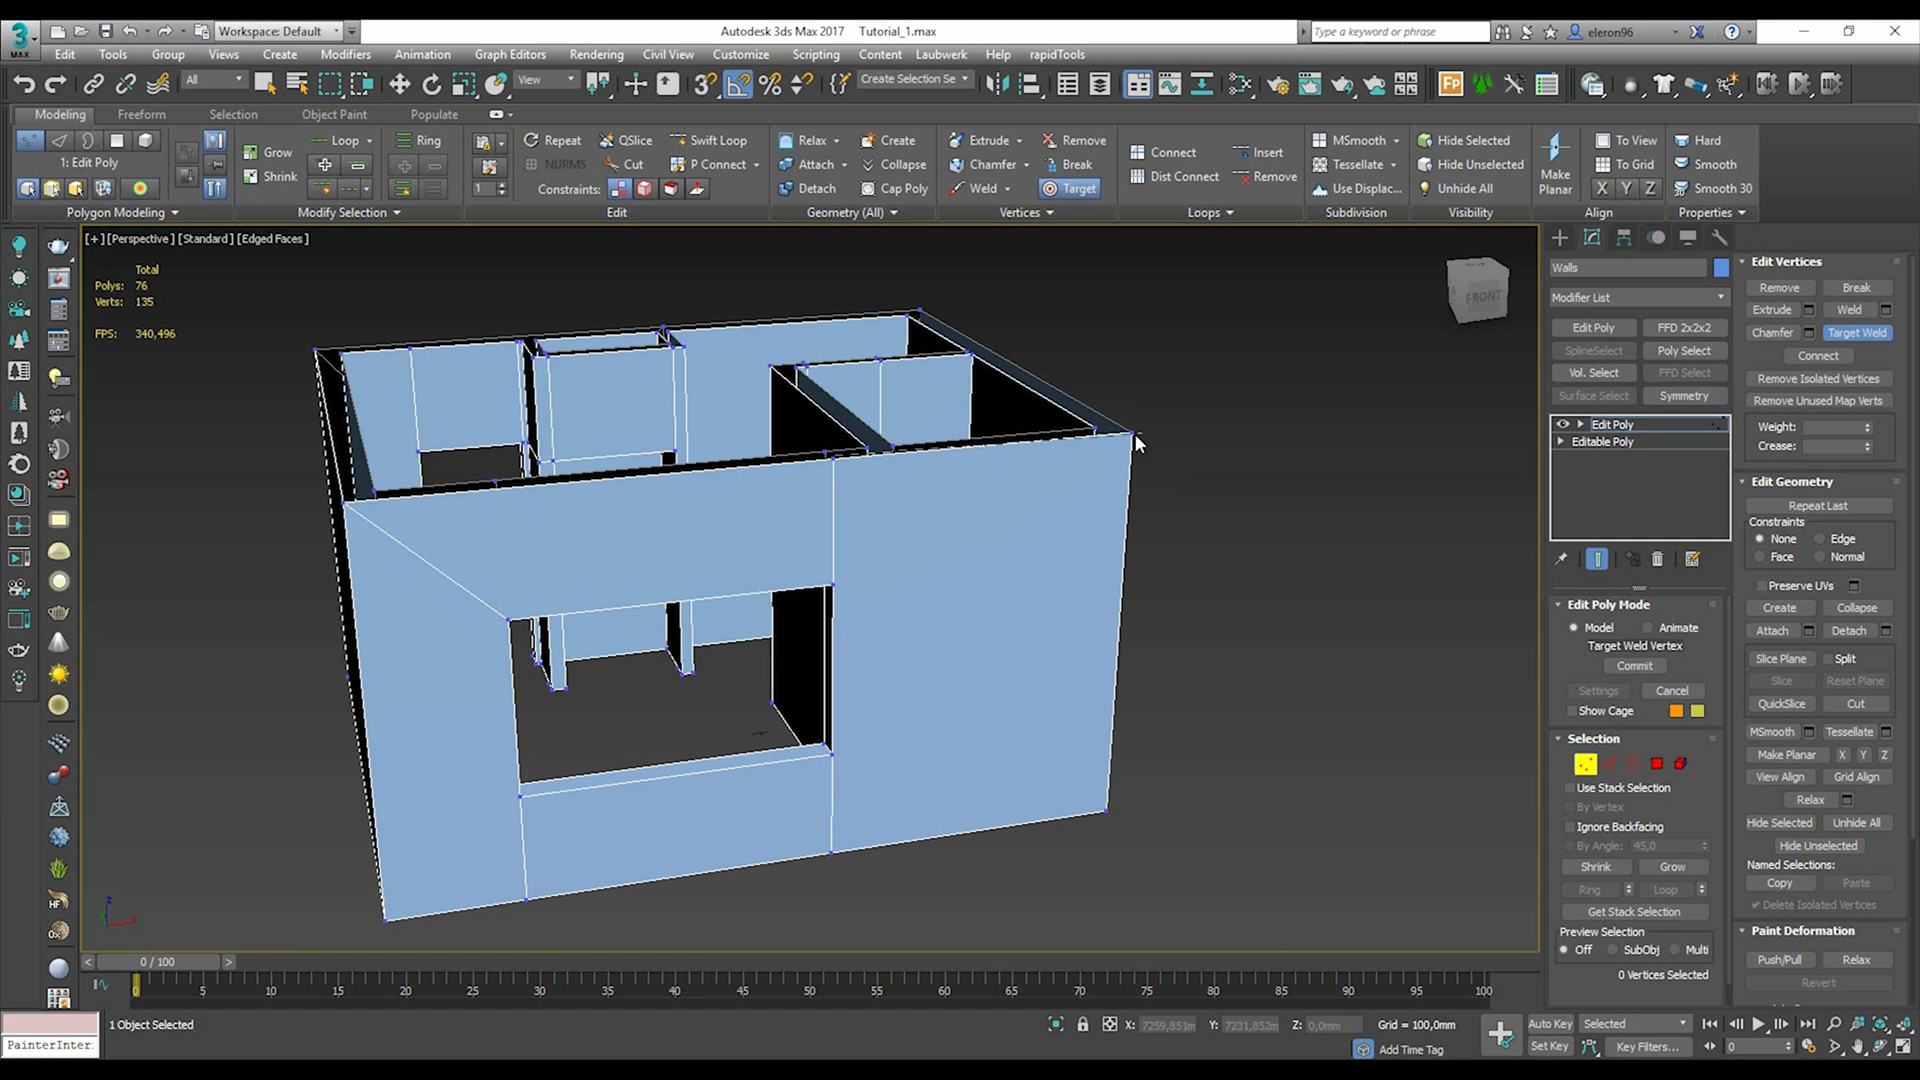 3
MAX
Workspace: Default
Autodesk 3ds Max 2017 Tutorial_1.max
Type a keyword or phrase
eleron96
Edit Tools Group Views Create Modifiers Animation Graph Editors Rendering Civil View Customize Scripting Content Laubwerk Help rapidTools
All View Create Selection Se
Modeling Freeform Selection Object Paint Populate
1: Edit Poly
Polygon Modeling
Loop Ring
Grow
Shrink
1
Modify Selection
Repeat QSlice Swift Loop
NURMS Cut P Connect
Constraints:
Edit
Relax Create
Attach Collapse
Detach Cap Poly
Geometry (All)
Extrude Remove
Chamfer Break
Weld Target
Vertices
Connect Insert
Dist Connect Remove
Loops
MSmooth
Tessellate
Use Displac...
Subdivision
Hide Selected
Hide Unselected
Unhide All
Visibility
Make
Planar
To View
To Grid
X Y Z
Align
Hard
Smooth
Smooth 30
Properties
[+] [Perspective] [Standard] [Edged Faces]
Total
Polys: 76
Verts: 135
FPS: 340,496
FRONT
Walls
Modifier List
Edit Poly FFD 2x2x2
SplineSelect Poly Select
Vol. Select FFD Select
Surface Select Symmetry
Edit Poly
Editable Poly
Edit Poly Mode
Model Animate
Target Weld Vertex
Commit
Settings Cancel
Show Cage
Selection
Use Stack Selection
By Vertex
Ignore Backfacing
By Angle: 45,0
Shrink Grow
Ring Loop
Get Stack Selection
Preview Selection
Off SubObj Multi
0 Vertices Selected
Edit Vertices
Remove Break
Extrude Weld
Chamfer Target Weld
Connect
Remove Isolated Vertices
Remove Unused Map Verts
Weight:
Crease:
Edit Geometry
Repeat Last
Constraints
None Edge
Face Normal
Preserve UVs
Create Collapse
Attach Detach
Slice Plane Split
Slice Reset Plane
QuickSlice Cut
MSmooth Tessellate
Make Planar X Y Z
View Align Grid Align
Relax
Hide Selected Unhide All
Hide Unselected
Named Selections:
Copy Paste
Delete Isolated Vertices
Paint Deformation
Push/Pull Relax
Revert
0 / 100
0 5 10 15 20 25 30 35 40 45 50 55 60 65 70 75 80 85 90 95 100
1 Object Selected
X: 7259,851m Y: 7231,852m Z: 0,0mm Grid = 100,0mm
Auto Key Selected
PainterInter:
Add Time Tag
Set Key Key Filters... 0